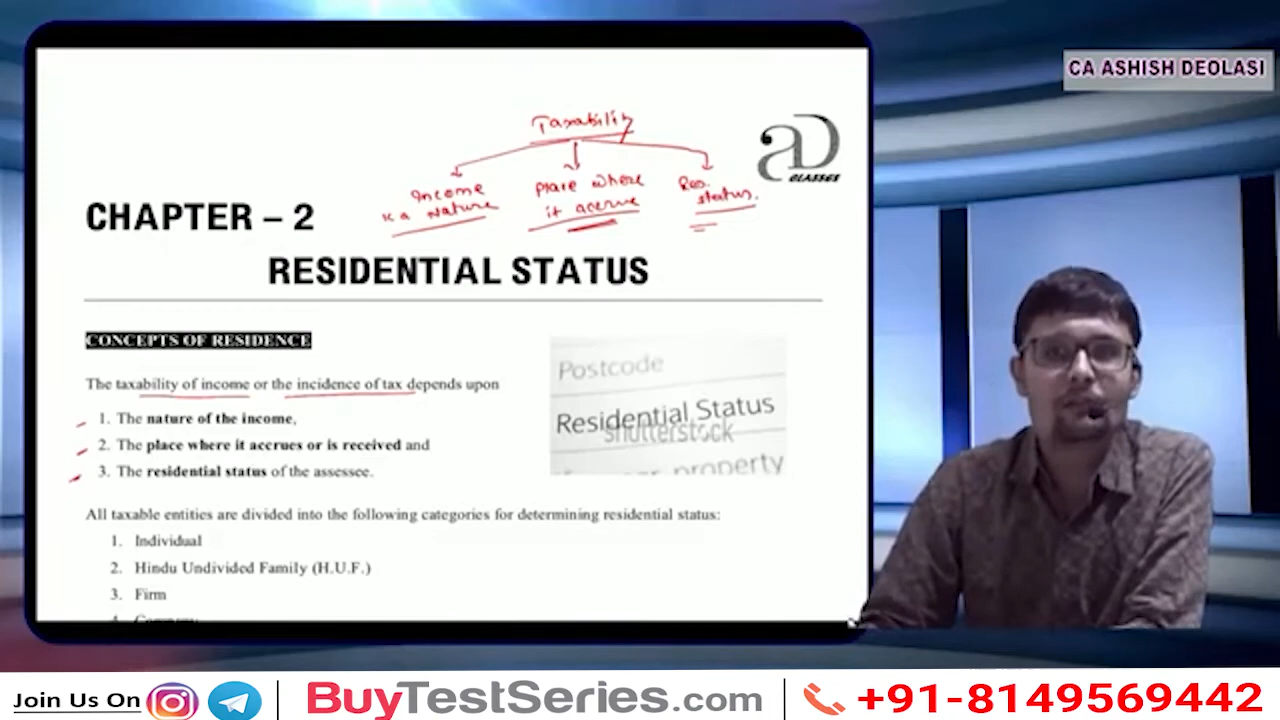 CA ASHISH DEOLASI
Taxability
Income
ka Nature
place where
it accrue
Res.
status.
aD
CLASSES
CHAPTER – 2
RESIDENTIAL STATUS
CONCEPTS OF RESIDENCE
The taxability of income or the incidence of tax depends upon
1. The nature of the income,
2. The place where it accrues or is received and
3. The residential status of the assessee.
Postcode
Residential Status
shutterstock
property
All taxable entities are divided into the following categories for determining residential status:
1. Individual
2. Hindu Undivided Family (H.U.F.)
3. Firm
Join Us On
BuyTestSeries.com
+91-8149569442